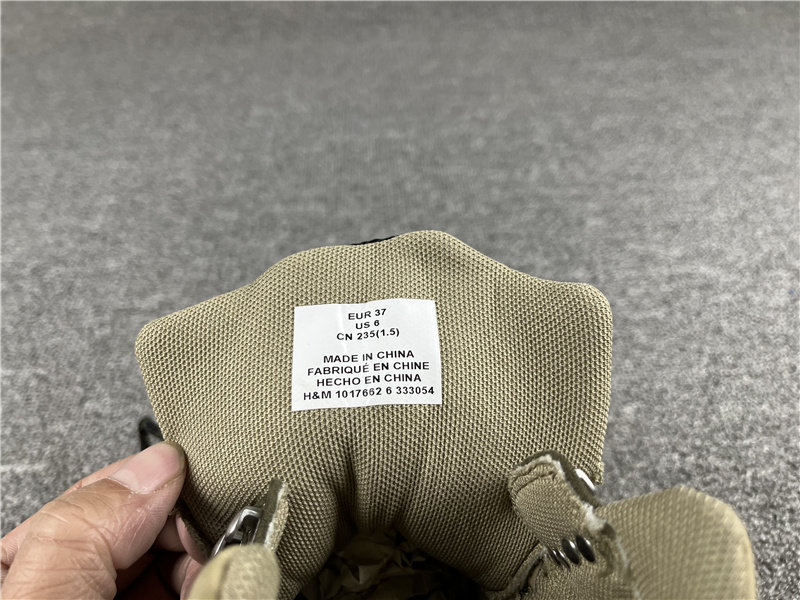 EUR 37
US 6
CN 235(1.5)
MADE IN CHINA
FABRIQUÉ EN CHINE
HECHO EN CHINA
H&M 1017662 6 333054